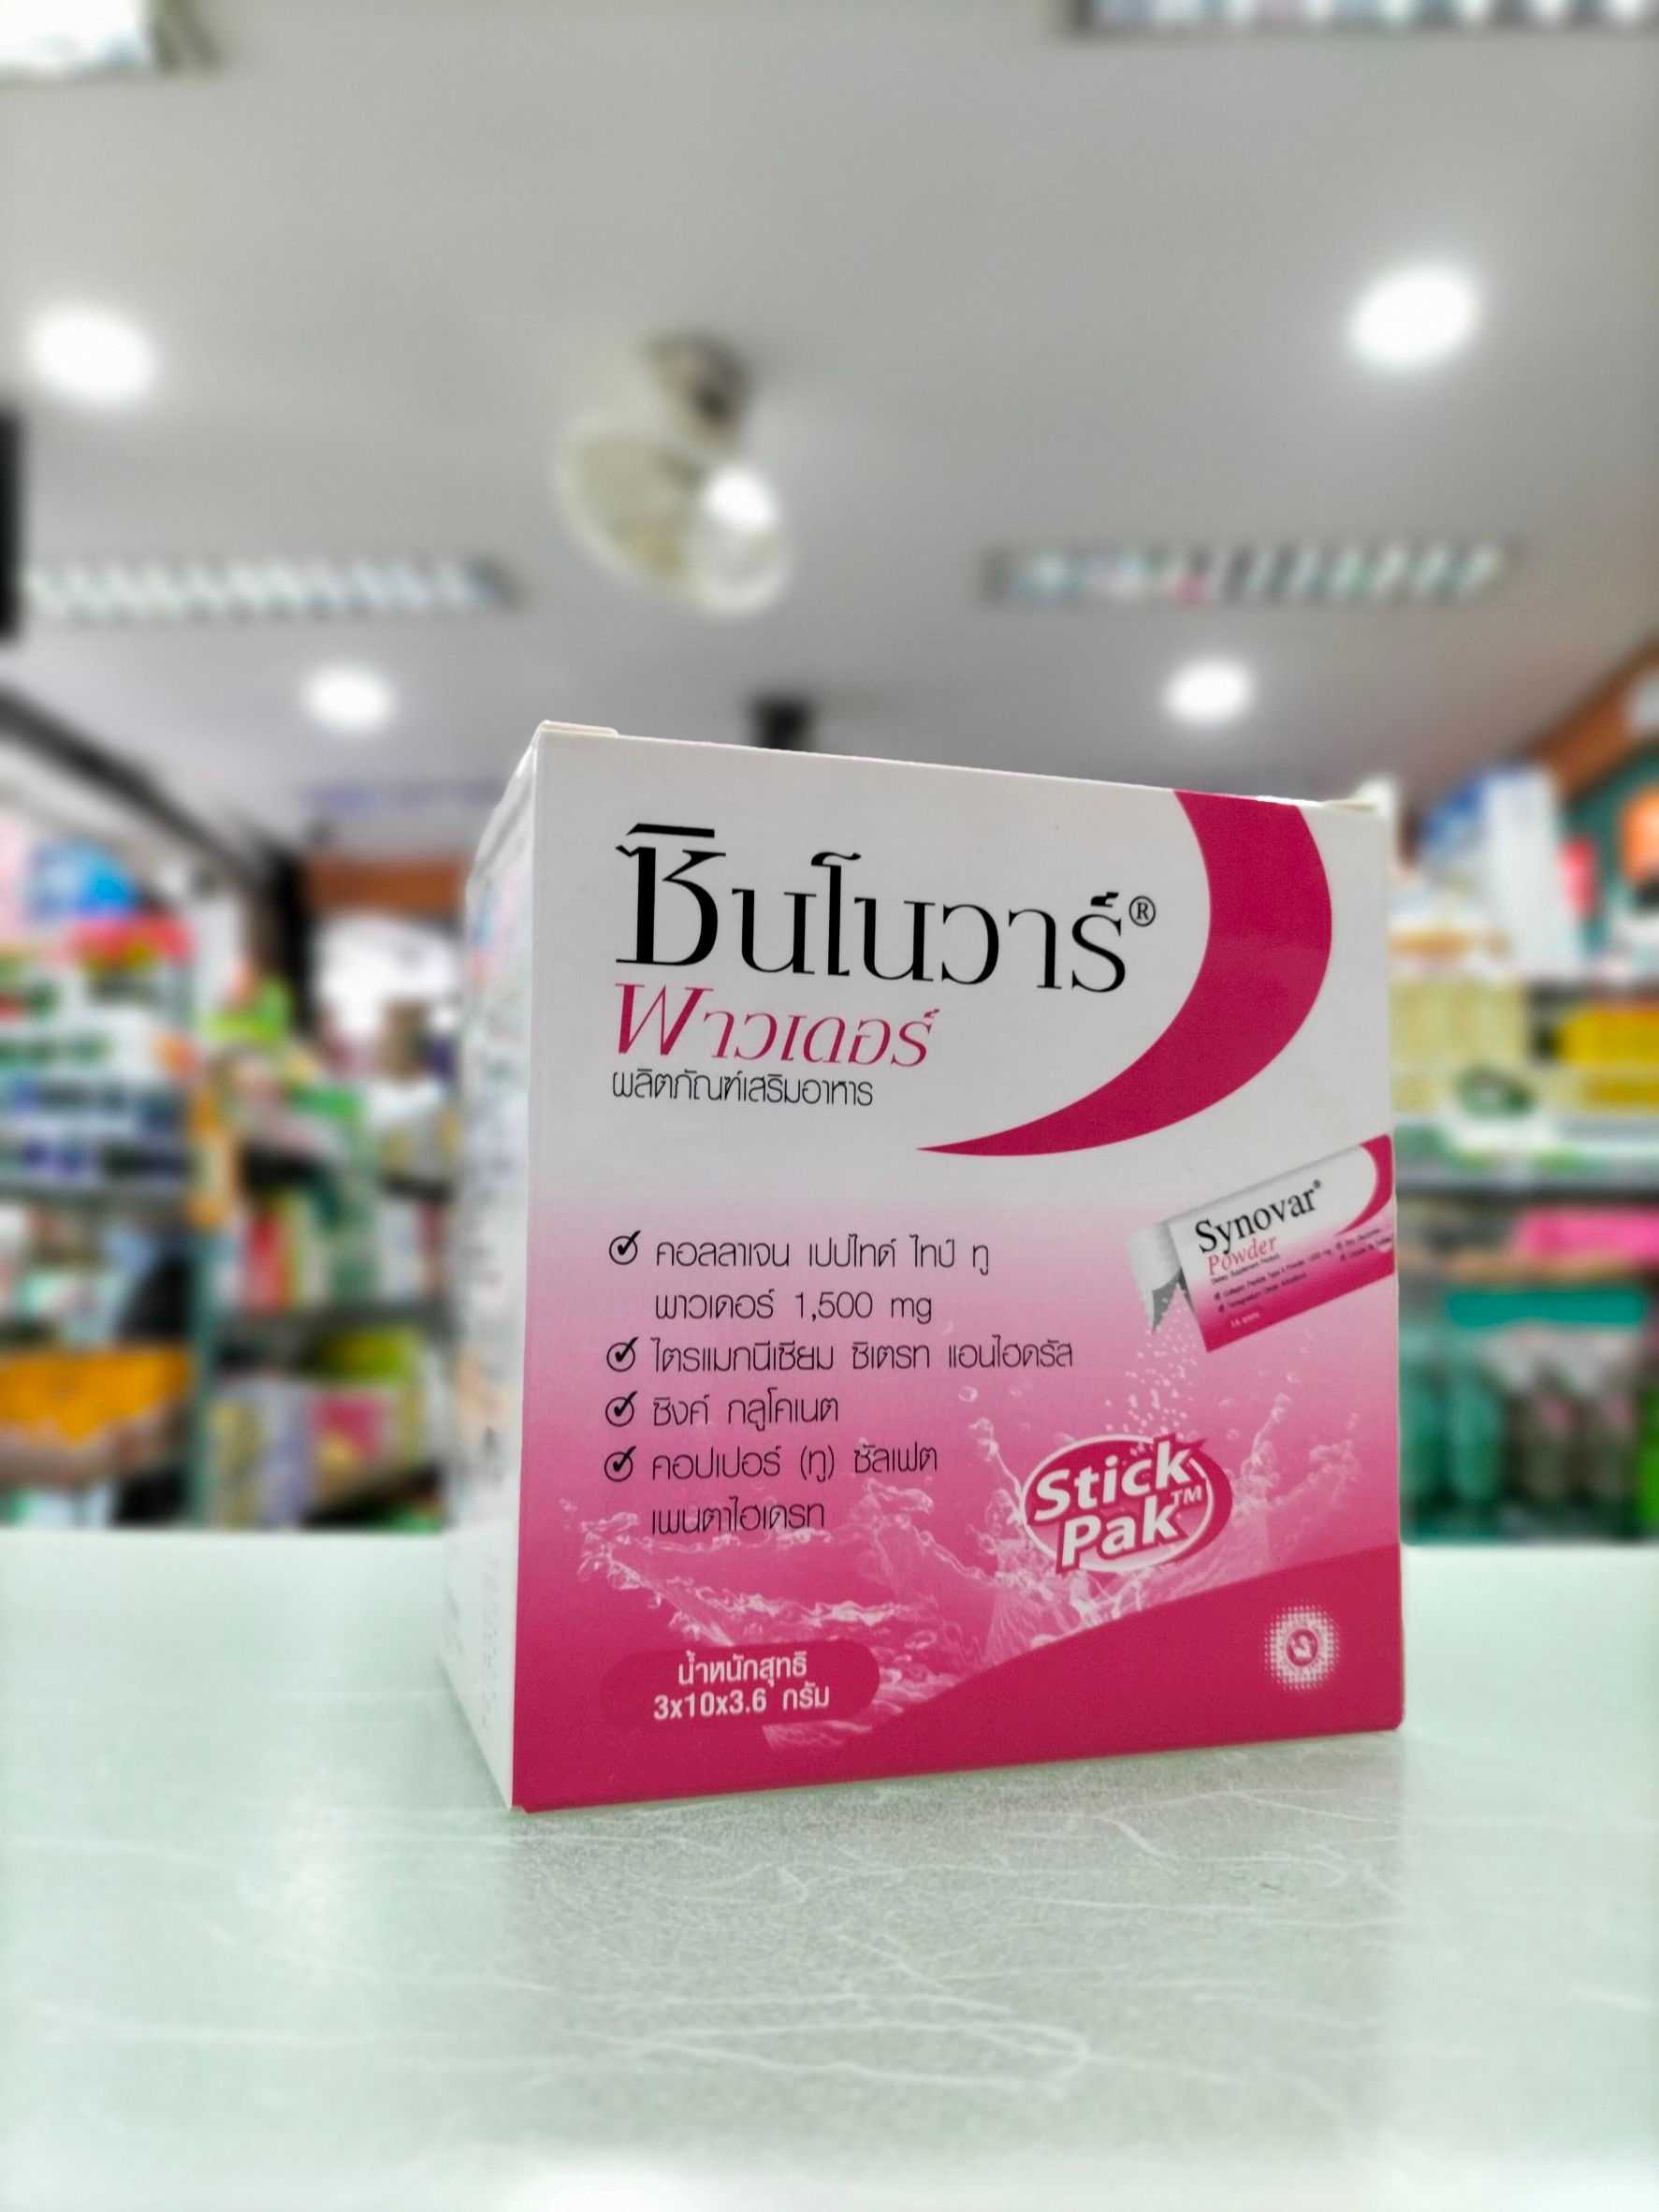 ซินโนวาร์®
พาวเดอร์
ผลิตภัณฑ์เสริมอาหาร
คอลลาเจน เปปไทด์ ไทป์ ทู
พาวเดอร์ 1,500 mg
ไตรแมกนีเซียม ซิเตรท แอนไฮดรัส
ซิงค์ กลูโคเนต
คอปเปอร์ (ทู) ซัลเฟต
เพนตาไฮเดรท
Synovar®
Powder
Stick
Pak™
น้ำหนักสุทธิ
3x10x3.6 กรัม